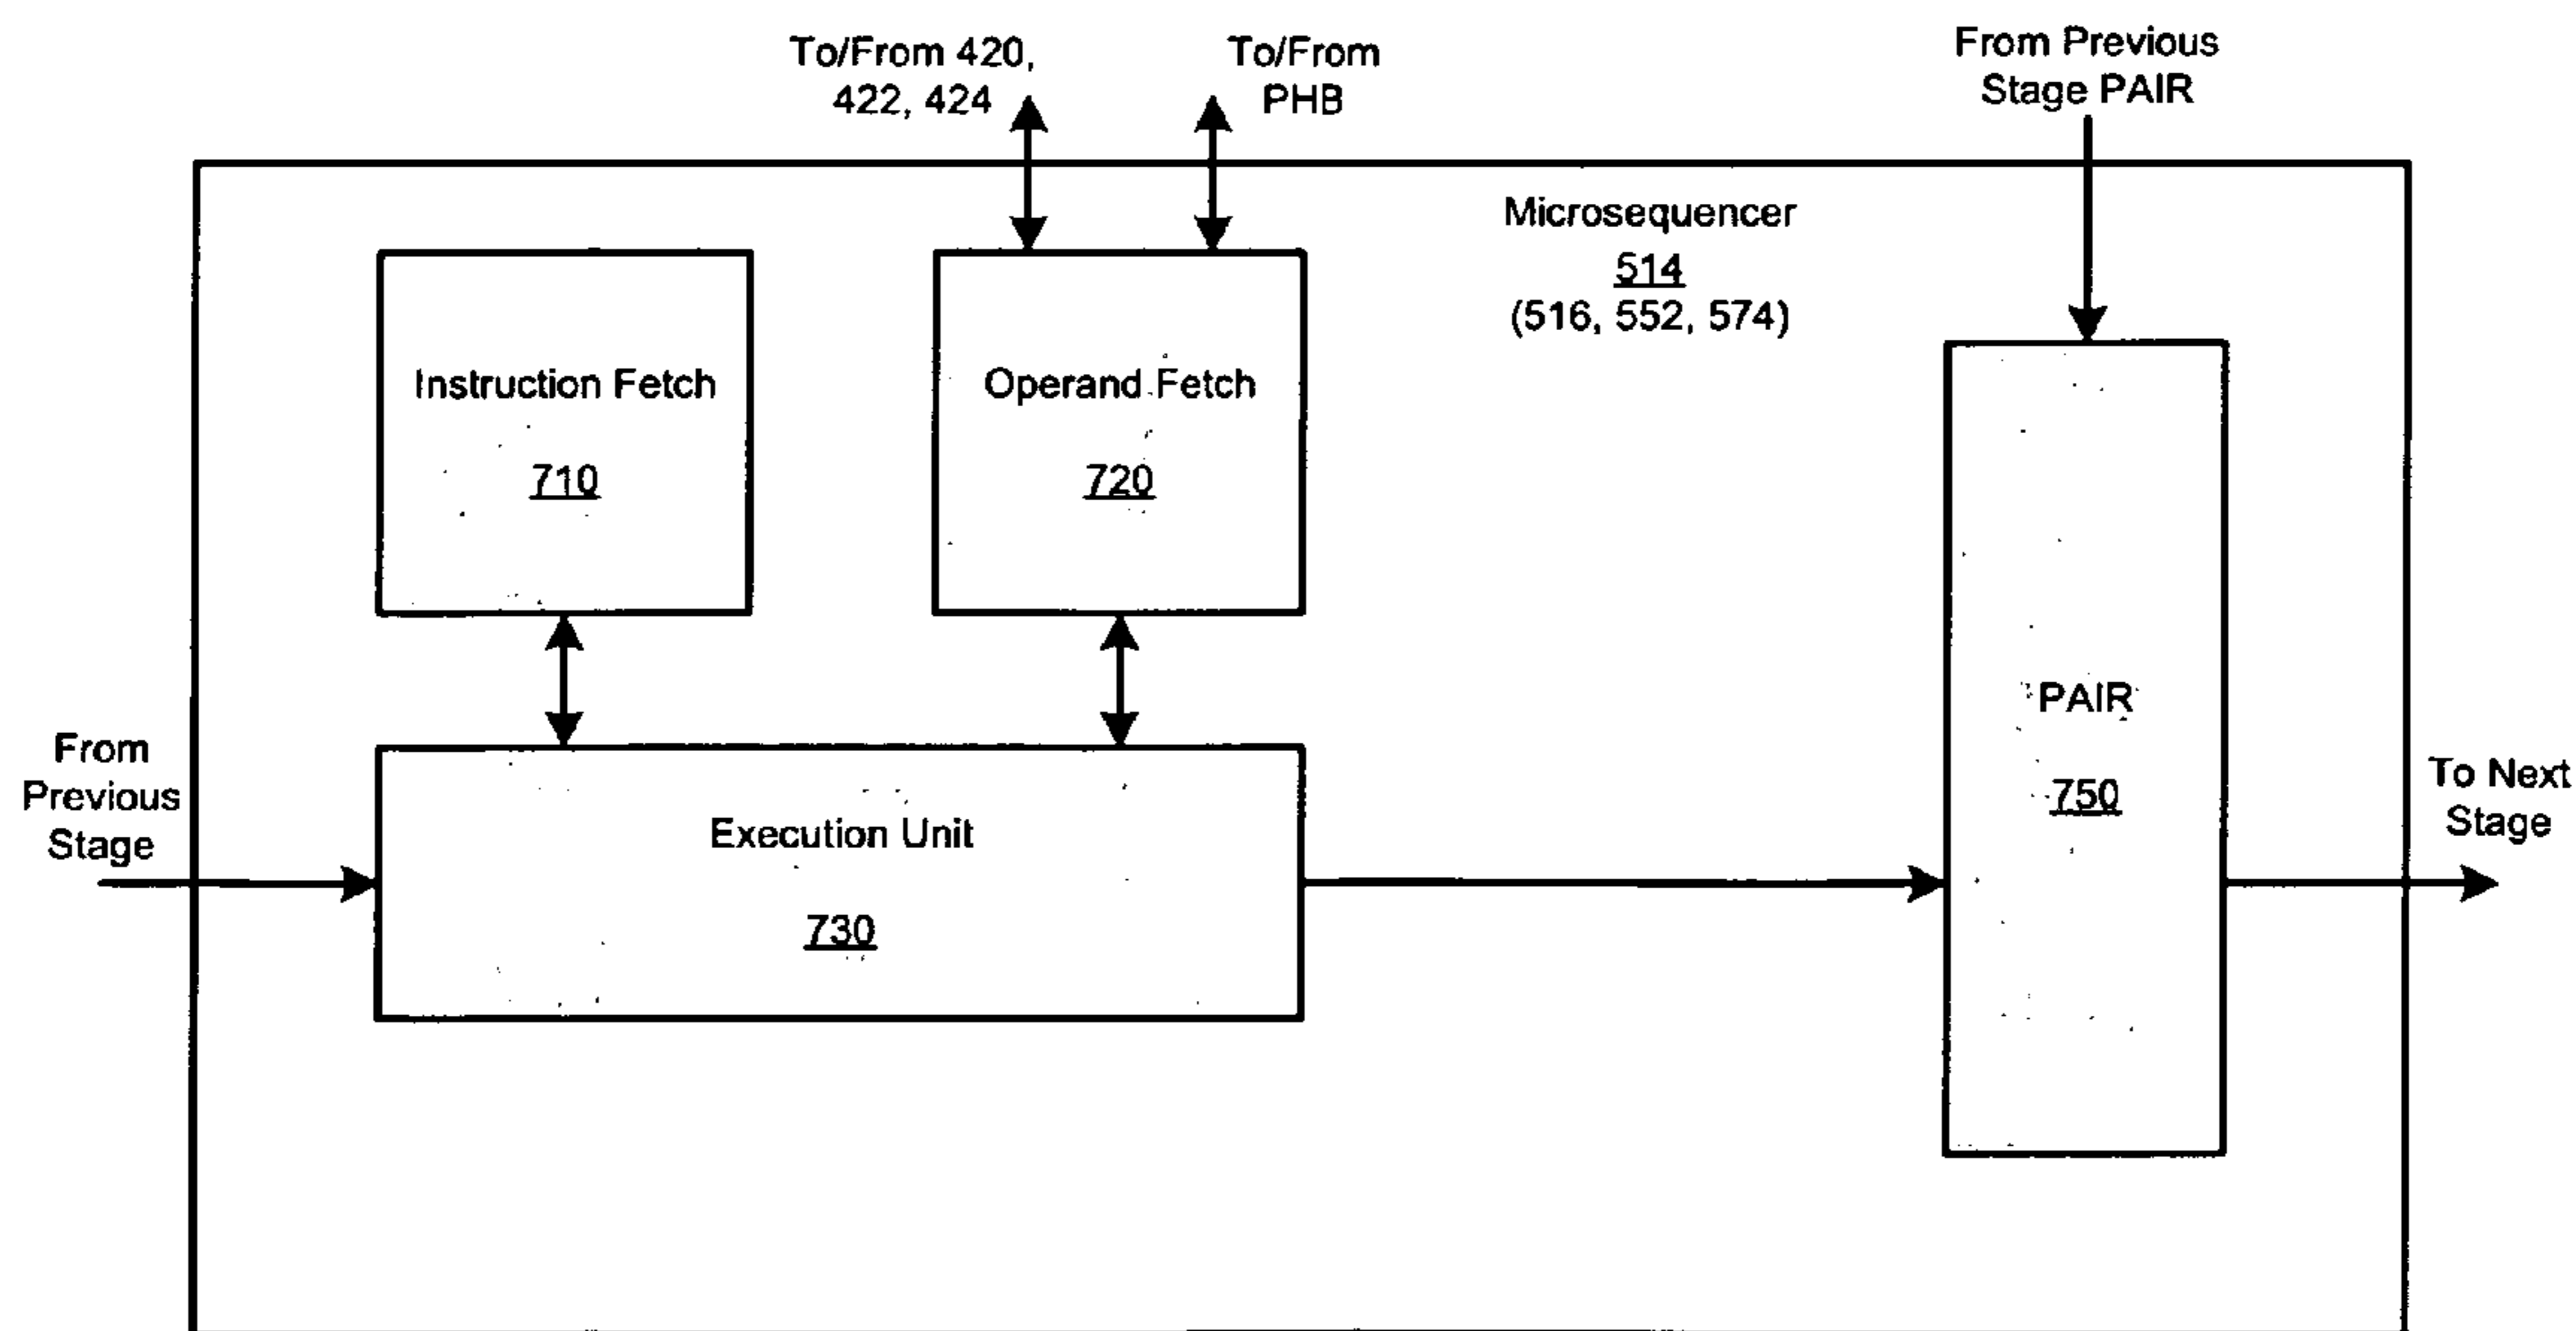 To/From 420,
422, 424
To/From
PHB
From Previous
Stage PAIR
Microsequencer
514
(516, 552, 574)
Instruction Fetch
710
Operand Fetch
720
PAIR
750
From
Previous
Stage
Execution Unit
730
To Next
Stage